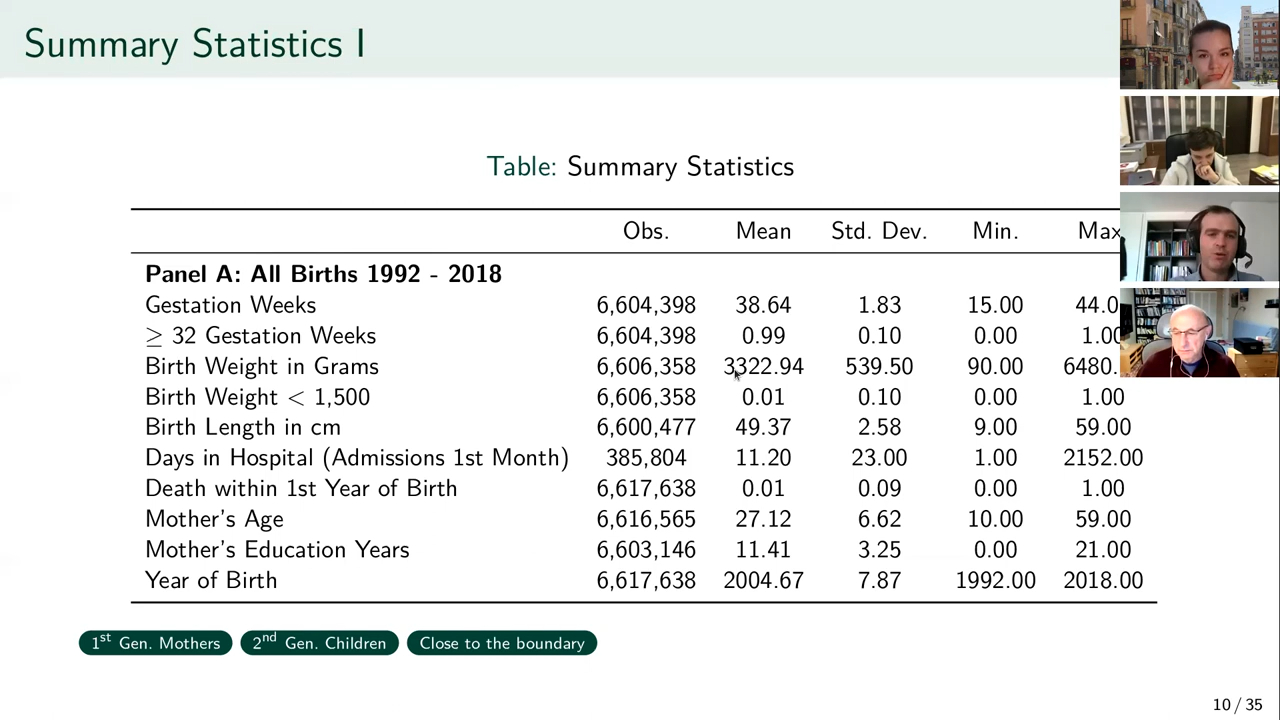 Summary Statistics I
Table: Summary Statistics
Obs. Mean Std. Dev. Min. Max
Panel A: All Births 1992 - 2018
Gestation Weeks 6,604,398 38.64 1.83 15.00 44.0
≥ 32 Gestation Weeks 6,604,398 0.99 0.10 0.00 1.00
Birth Weight in Grams 6,606,358 3322.94 539.50 90.00 6480.
Birth Weight < 1,500 6,606,358 0.01 0.10 0.00 1.00
Birth Length in cm 6,600,477 49.37 2.58 9.00 59.00
Days in Hospital (Admissions 1st Month) 385,804 11.20 23.00 1.00 2152.00
Death within 1st Year of Birth 6,617,638 0.01 0.09 0.00 1.00
Mother's Age 6,616,565 27.12 6.62 10.00 59.00
Mother's Education Years 6,603,146 11.41 3.25 0.00 21.00
Year of Birth 6,617,638 2004.67 7.87 1992.00 2018.00
1st Gen. Mothers 2nd Gen. Children Close to the boundary
10 / 35